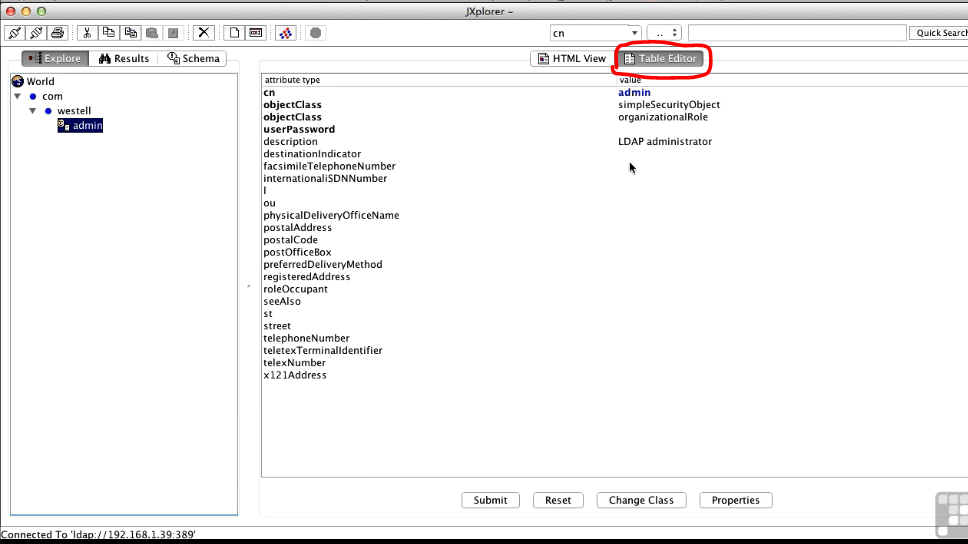 JXplorer -
cn
..
Quick Search
Explore
Results
Schema
HTML View
Table Editor
World
com
westell
admin
attribute type value
cn admin
objectClass simpleSecurityObject
objectClass organizationalRole
userPassword
description LDAP administrator
destinationIndicator
facsimileTelephoneNumber
internationaliSDNNumber
l
ou
physicalDeliveryOfficeName
postalAddress
postalCode
postOfficeBox
preferredDeliveryMethod
registeredAddress
roleOccupant
seeAlso
st
street
telephoneNumber
teletexTerminalIdentifier
telexNumber
x121Address
Submit
Reset
Change Class
Properties
Connected To 'ldap://192.168.1.39:389'